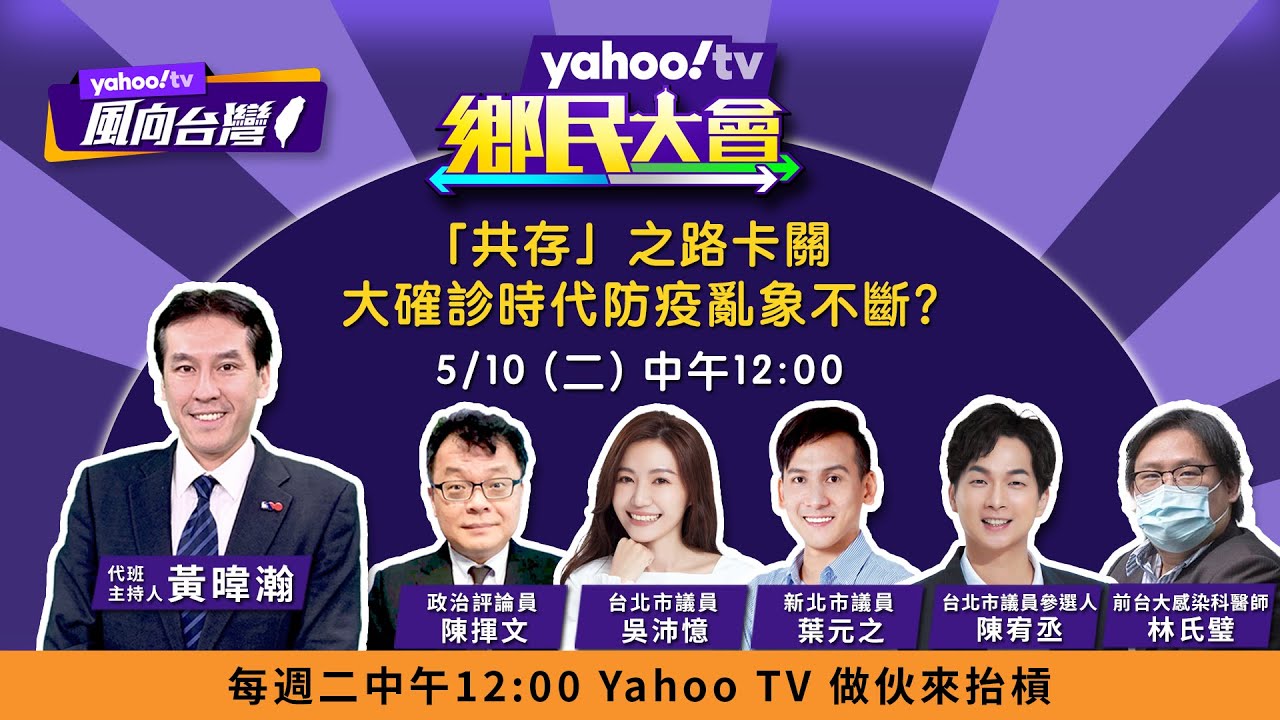 yahoo!tv
風向台灣
yahoo!tv
鄉民大會
「共存」之路卡關
大確診時代防疫亂象不斷？
5/10 (二) 中午12:00
代班
主持人 黃暐瀚
政治評論員
陳揮文
台北市議員
吳沛憶
新北市議員
葉元之
台北市議員參選人
陳宥丞
前台大感染科醫師
林氏璧
每週二中午12:00 Yahoo TV 做伙來抬槓